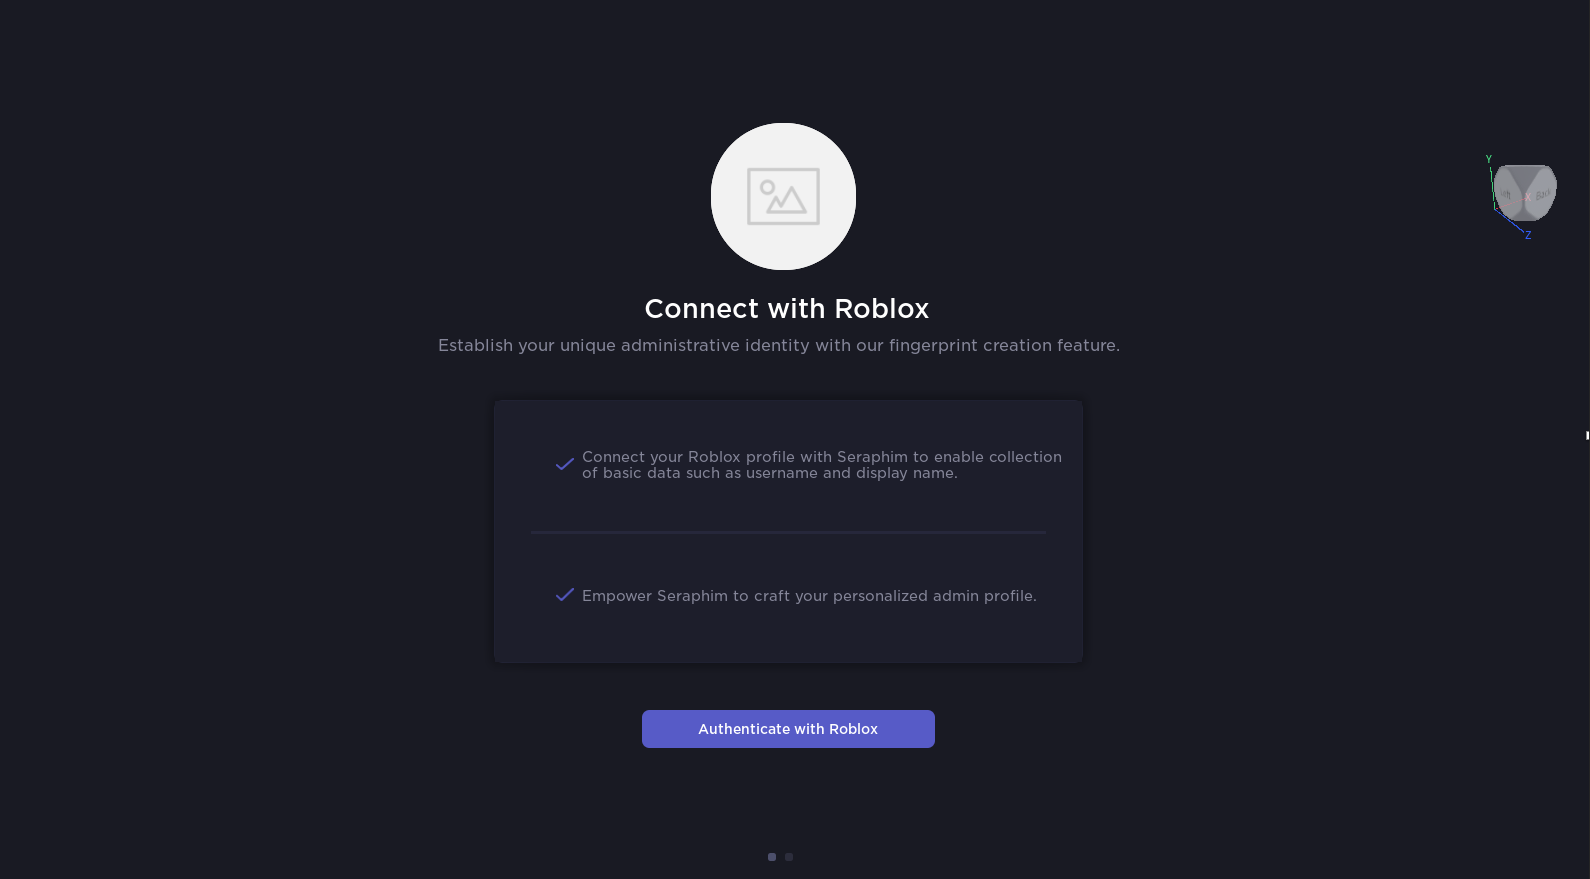 Y
Back
X
Z
Connect with Roblox
Establish your unique administrative identity with our fingerprint creation feature.
Connect your Roblox profile with Seraphim to enable collection
of basic data such as username and display name.
Empower Seraphim to craft your personalized admin profile.
Authenticate with Roblox